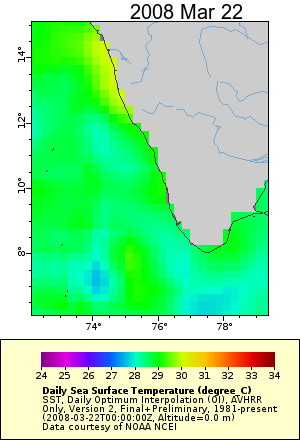 2008 Mar 22
14°
12°
10°
8°
74° 76° 78°
24 25 26 27 28 29 30 31 32 33 34
Daily Sea Surface Temperature (degree_C)
SST, Daily Optimum Interpolation (OI), AVHRR
Only, Version 2, Final+Preliminary, 1981-present
(2008-03-22T00:00:00Z, Altitude=0.0 m)
Data courtesy of NOAA NCEI